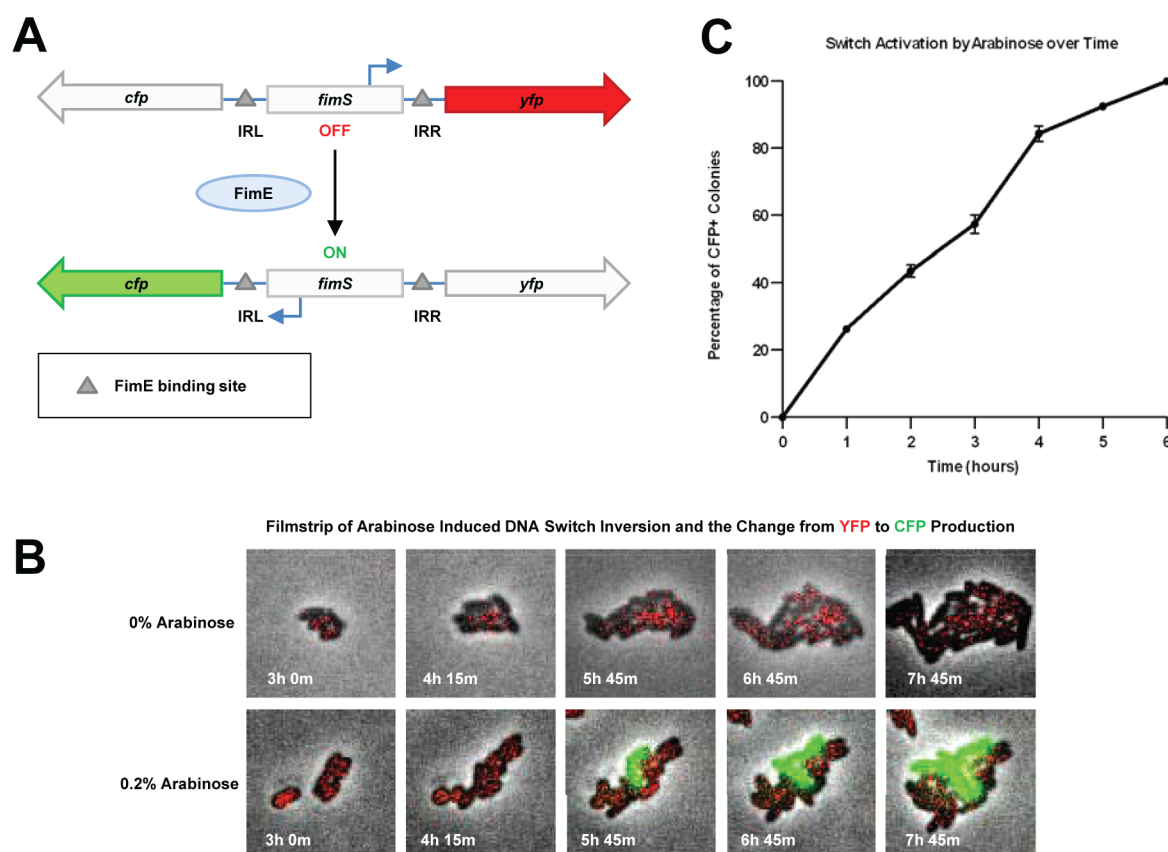 A
cfp
fimS
yfp
IRL
OFF
IRR
FimE
ON
cfp
fimS
yfp
IRL
IRR
FimE binding site
C
Switch Activation by Arabinose over Time
Percentage of CFP+ Colonies
100
80
60
40
20
0
0 1 2 3 4 5 6
Time (hours)
B
Filmstrip of Arabinose Induced DNA Switch Inversion and the Change from YFP to CFP Production
0% Arabinose
3h 0m
4h 15m
5h 45m
6h 45m
7h 45m
0.2% Arabinose
3h 0m
4h 15m
5h 45m
6h 45m
7h 45m